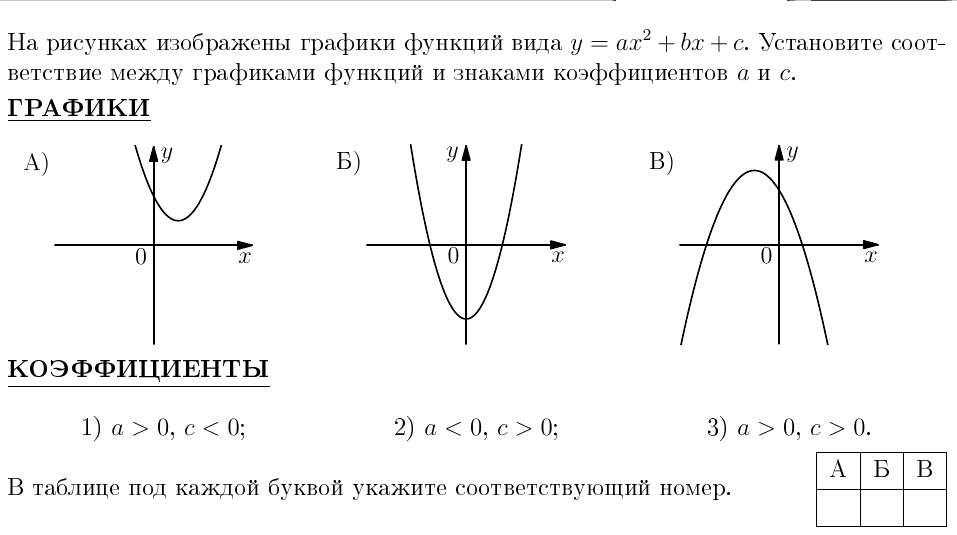 На рисунках изображены графики функций вида y = ax² + bx + c. Установите соот-
ветствие между графиками функций и знаками коэффициентов a и c.
ГРАФИКИ
А) y 0 x Б) y 0 x В) y 0 x
КОЭФФИЦИЕНТЫ
1) a > 0, c < 0; 2) a < 0, c > 0; 3) a > 0, c > 0.
А Б В
В таблице под каждой буквой укажите соответствующий номер.